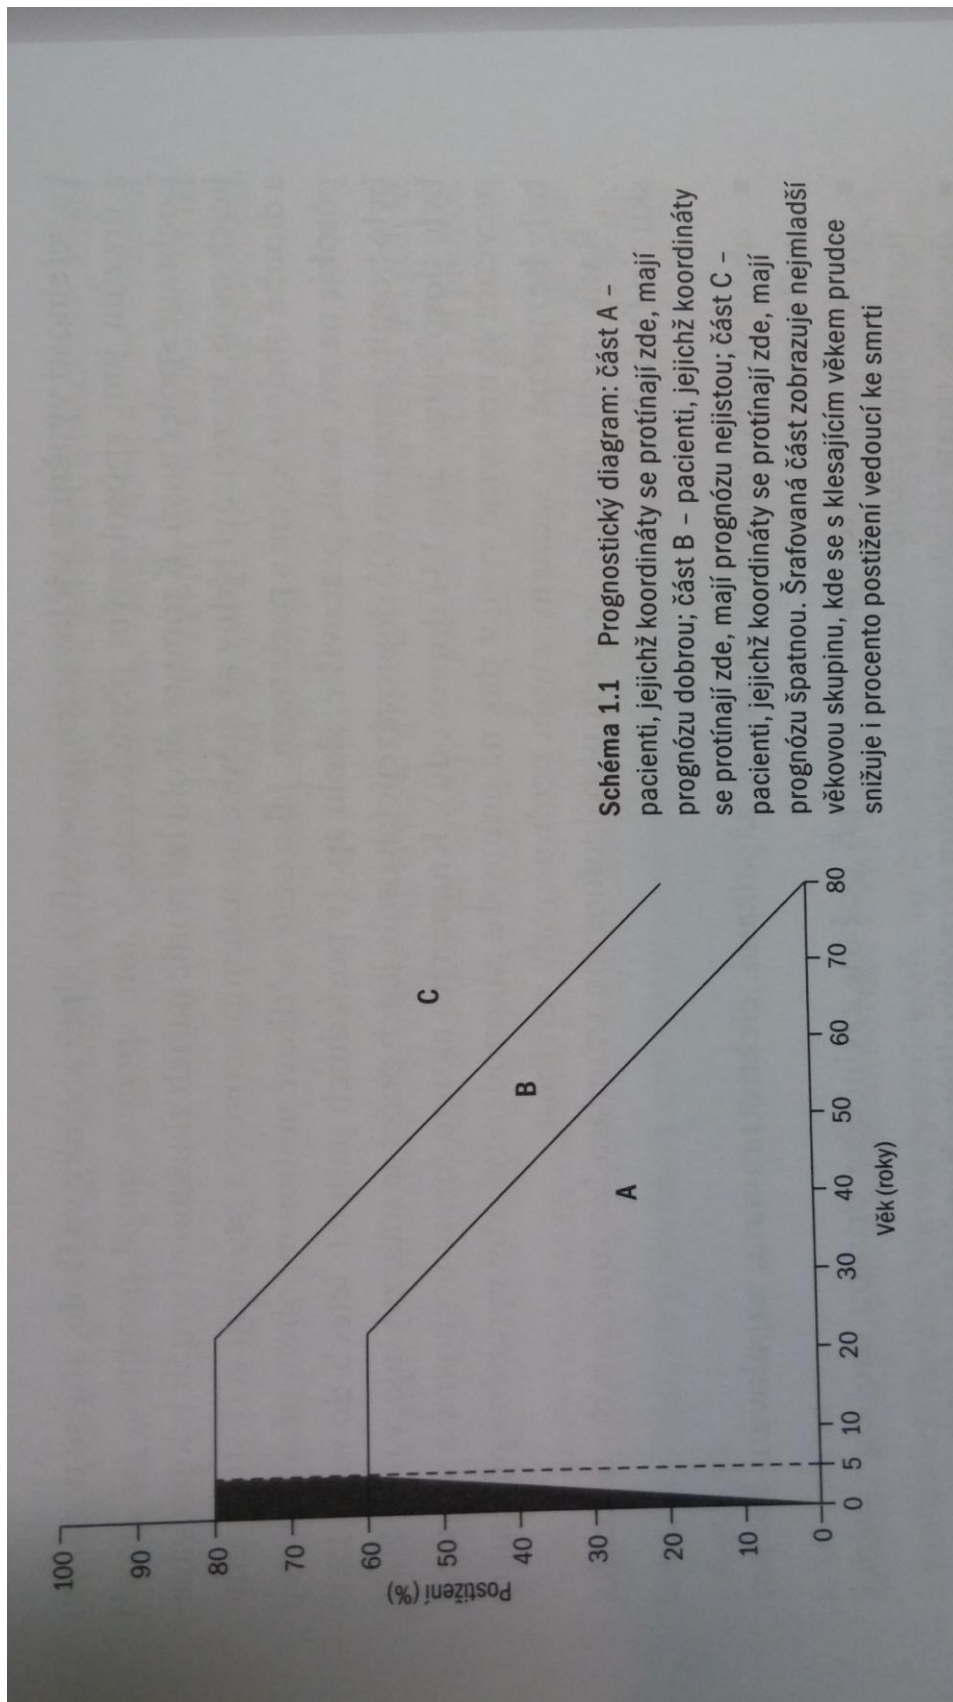 100
90
80
70
60
50
40
30
20
10
0
Postižení (%)
C
B
A
0 5 10 20 30 40 50 60 70 80
Věk (roky)
Schéma 1.1 Prognostický diagram: část A –
pacienti, jejichž koordináty se protínají zde, mají
prognózu dobrou; část B – pacienti, jejichž koordináty
se protínají zde, mají prognózu nejistou; část C –
pacienti, jejichž koordináty se protínají zde, mají
prognózu špatnou. Šrafovaná část zobrazuje nejmladší
věkovou skupinu, kde se s klesajícím věkem prudce
snižuje i procento postižení vedoucí ke smrti